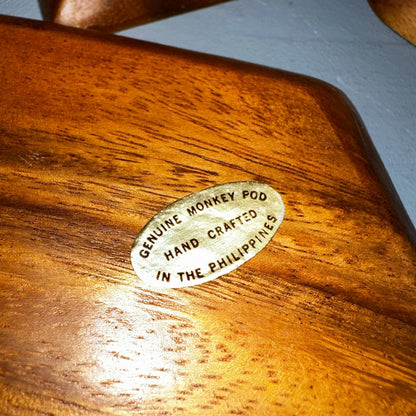 GENUINE MONKEY POD
HAND CRAFTED
IN THE PHILIPPINES